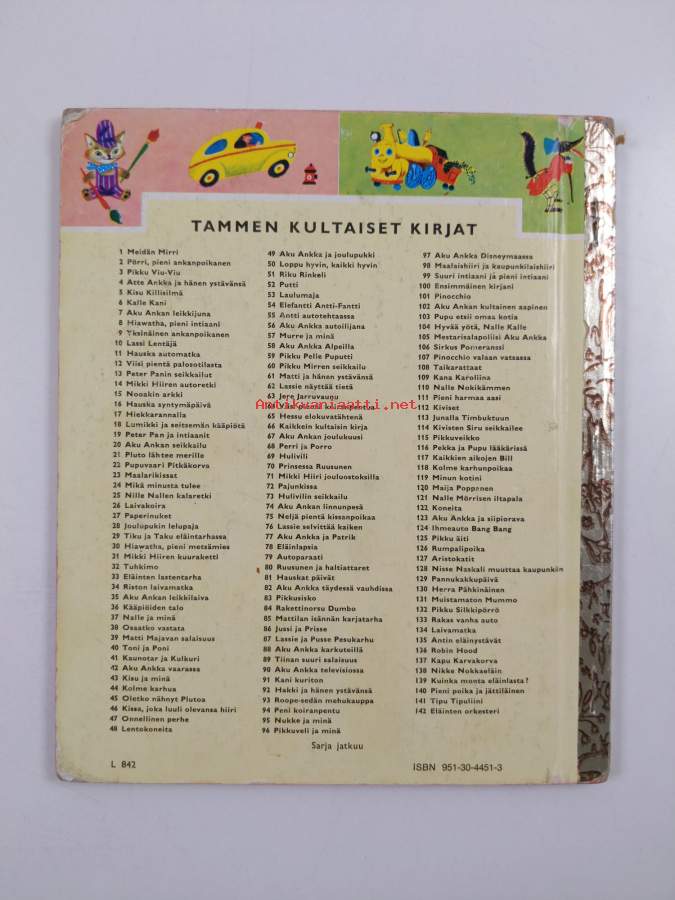 TAMMEN KULTAISET KIRJAT
1 Meidän Mirri
2 Pörri, pieni ankanpoikanen
3 Pikku Viu-Viu
4 Atte Ankka ja hänen ystävänsä
5 Kisu Killisilmä
6 Kalle Kani
7 Aku Ankan leikkijuna
8 Hiawatha, pieni intiaani
9 Yksinäinen ankanpoikanen
10 Lassi Lentäjä
11 Hauska automatka
12 Viisi pientä palosotilasta
13 Peter Panin seikkailut
14 Mikki Hiiren autoretki
15 Nooakin arkki
16 Hauska syntymäpäivä
17 Hiekkarannalla
18 Lumikki ja seitsemän kääpiötä
19 Peter Pan ja intiaanit
20 Aku Ankan seikkailu
21 Pluto lähtee merille
22 Pupuvaari Pitkäkorva
23 Maalarikissat
24 Mikä minusta tulee
25 Nille Nallen kalaretki
26 Laivakoira
27 Paperinuket
28 Joulupukin lelupaja
29 Tiku ja Taku eläintarhassa
30 Hiawatha, pieni metsämies
31 Mikki Hiiren kuuraketti
32 Tuhkimo
33 Eläinten lastentarha
34 Riston laivamatka
35 Aku Ankan leikkilaiva
36 Kääpiöiden talo
37 Nalle ja minä
38 Osaatko vastata
39 Matti Majavan salaisuus
40 Toni ja Poni
41 Kaunotar ja Kulkuri
42 Aku Ankka vaarassa
43 Kisu ja minä
44 Kolme karhua
45 Oletko nähnyt Plutoa
46 Kissa, joka luuli olevansa hiiri
47 Onnellinen perhe
48 Lentokoneita
49 Aku Ankka ja joulupukki
50 Loppu hyvin, kaikki hyvin
51 Riku Rinkeli
52 Putti
53 Laulumaja
54 Elefantti Antti-Fantti
55 Antti autotehtaassa
56 Aku Ankka autoilijana
57 Murre ja minä
58 Aku Ankka Alpeilla
59 Pikku Pelle Puputti
60 Pikku Mirren seikkailu
61 Matti ja hänen ystävänsä
62 Lassie näyttää tietä
63 Jere Jarruvaunu
65 Hessu elokuvatähtenä
66 Kaikkein kultaisin kirja
67 Aku Ankan joulukuusi
68 Perri ja Porro
69 Hulivili
70 Prinsessa Ruusunen
71 Mikki Hiiri jouluostoksilla
72 Pajunkissa
73 Hulivilin seikkailu
74 Aku Ankan linnunpesä
75 Neljä pientä kissanpoikaa
76 Lassie selvittää kaiken
77 Aku Ankka ja Patrik
78 Eläinlapsia
79 Autoparaati
80 Ruusunen ja haltiattaret
81 Hauskat päivät
82 Aku Ankka täydessä vauhdissa
83 Pikkusisko
84 Rakettinorsu Dumbo
85 Mattilan isännän karjatarha
86 Jussi ja Prisse
87 Lassie ja Pusse Pesukarhu
88 Aku Ankka karkuteillä
89 Tiinan suuri salaisuus
90 Aku Ankka televisiossa
91 Kani kuriton
92 Hakki ja hänen ystävänsä
93 Roope-sedän mehukauppa
94 Peni koiranpentu
95 Nukke ja minä
96 Pikkuveli ja minä
97 Aku Ankka Disneymaassa
98 Maalaishiiri ja kaupunkilaishiiri
99 Suuri intiaani ja pieni intiaani
100 Ensimmäinen kirjani
101 Pinocchio
102 Aku Ankan kultainen aapinen
103 Pupu etsii omaa kotia
104 Hyvää yötä, Nalle Kalle
105 Mestarisalapoliisi Aku Ankka
106 Sirkus Pomeranssi
107 Pinocchio valaan vatsassa
108 Taikarattaat
109 Kana Karoliina
110 Nalle Nokikämmen
111 Pieni harmaa aasi
112 Kiviset
113 Junalla Timbuktuun
114 Kivisten Siru seikkailee
115 Pikkuveikko
116 Pekka ja Pupu lääkärissä
117 Kaikkien aikojen Bill
118 Kolme karhunpoikaa
119 Minun kotini
120 Maija Poppanen
121 Nalle Mörrisen iltapala
122 Koneita
123 Aku Ankka ja siipiorava
124 Ihmeauto Bang Bang
125 Pikku äiti
126 Rumpalipoika
127 Aristokatit
128 Nisse Naskali muuttaa kaupunkiin
129 Pannukakkupäivä
130 Herra Pähkinäinen
131 Muistamaton Mummo
132 Pikku Silkkipörrö
133 Rakas vanha auto
134 Laivamatka
135 Antin eläinystävät
136 Robin Hood
137 Kapu Karvakorva
138 Nikke Nokkaeläin
139 Kuinka monta eläinlasta?
140 Pieni poika ja jättiläinen
141 Tipu Tipuliini
142 Eläinten orkesteri
Sarja jatkuu
L 842
ISBN 951-30-4451-3
Antikvariaatti.net